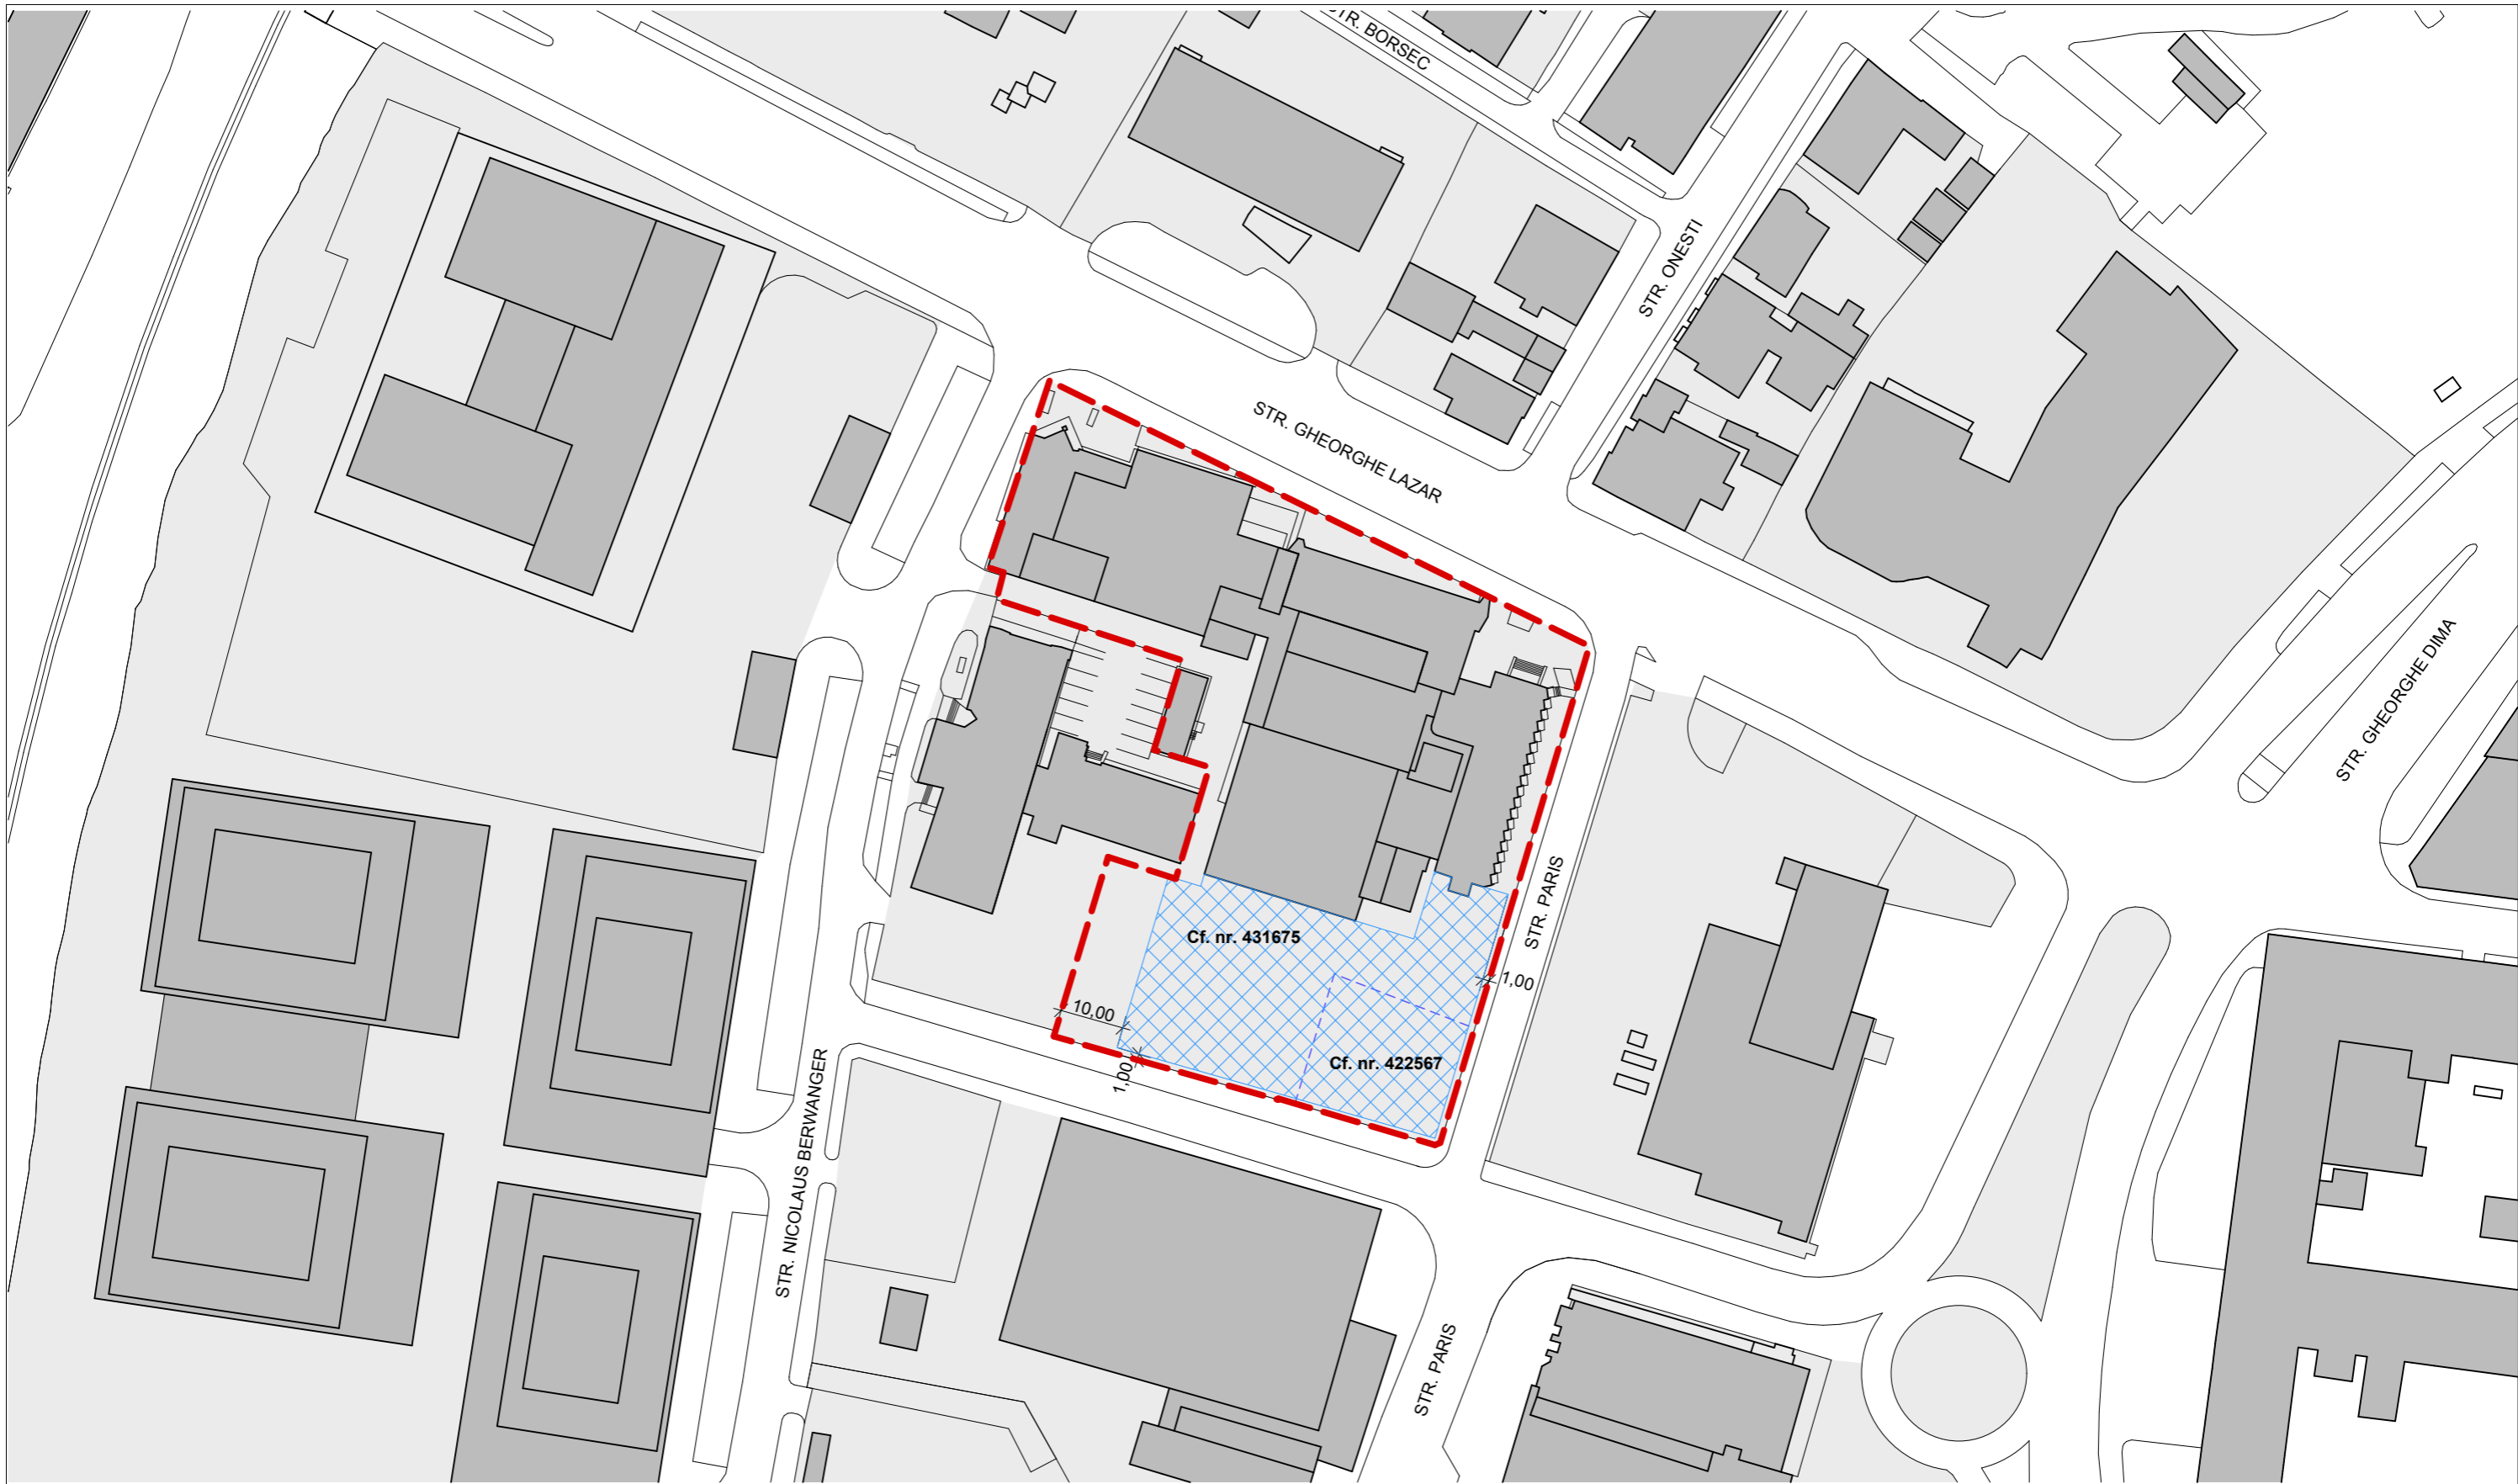 STR. BORSEC
STR. ONESTI
STR. GHEORGHE LAZAR
STR. GHEORGHE DIMA
STR. PARIS
Cf. nr. 431675
1,00
10,00
Cf. nr. 422567
1,00
STR. NICOLAUS BERWANGER
STR. PARIS